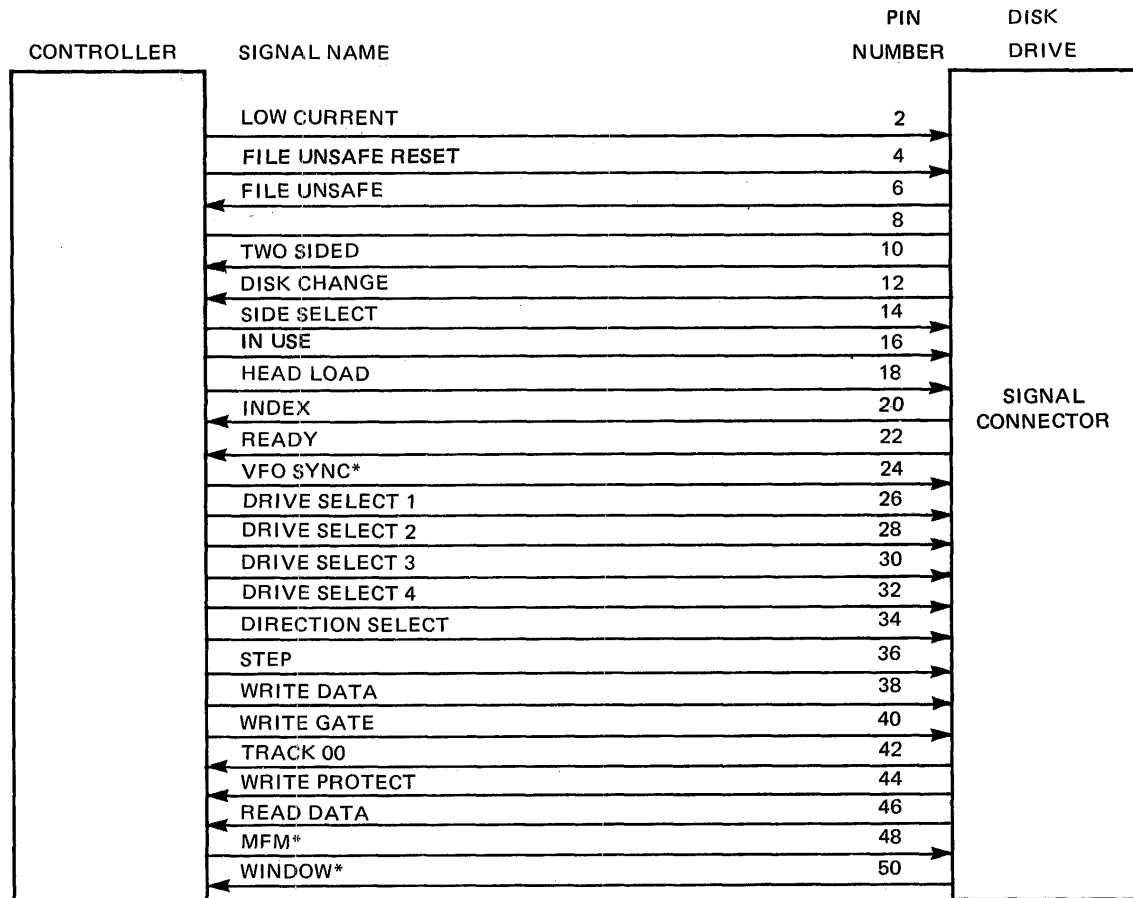 PIN DISK
CONTROLLER SIGNAL NAME NUMBER DRIVE
LOW CURRENT 2
FILE UNSAFE RESET 4
FILE UNSAFE 6
8
TWO SIDED 10
DISK CHANGE 12
SIDE SELECT 14
IN USE 16
HEAD LOAD 18
INDEX 20
READY 22
VFO SYNC* 24
DRIVE SELECT 1 26
DRIVE SELECT 2 28
DRIVE SELECT 3 30
DRIVE SELECT 4 32
DIRECTION SELECT 34
STEP 36
WRITE DATA 38
WRITE GATE 40
TRACK 00 42
WRITE PROTECT 44
READ DATA 46
MFM* 48
WINDOW* 50
SIGNAL
CONNECTOR